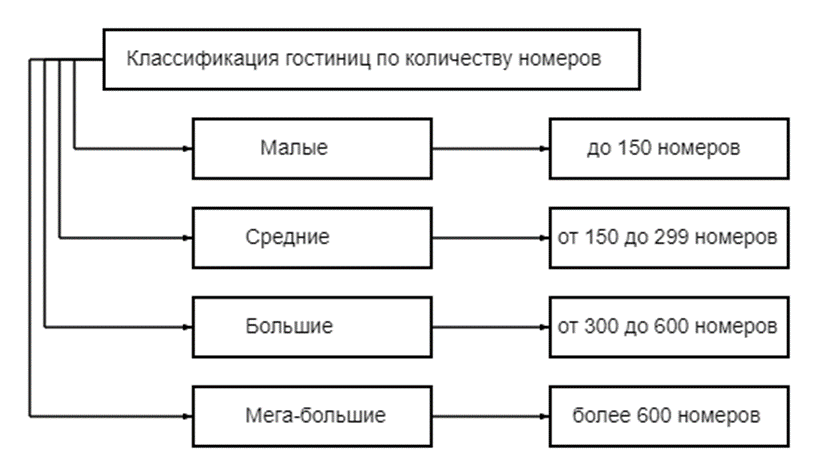 Классификация гостиниц по количеству номеров
Малые
до 150 номеров
Средние
от 150 до 299 номеров
Большие
от 300 до 600 номеров
Мега-большие
более 600 номеров